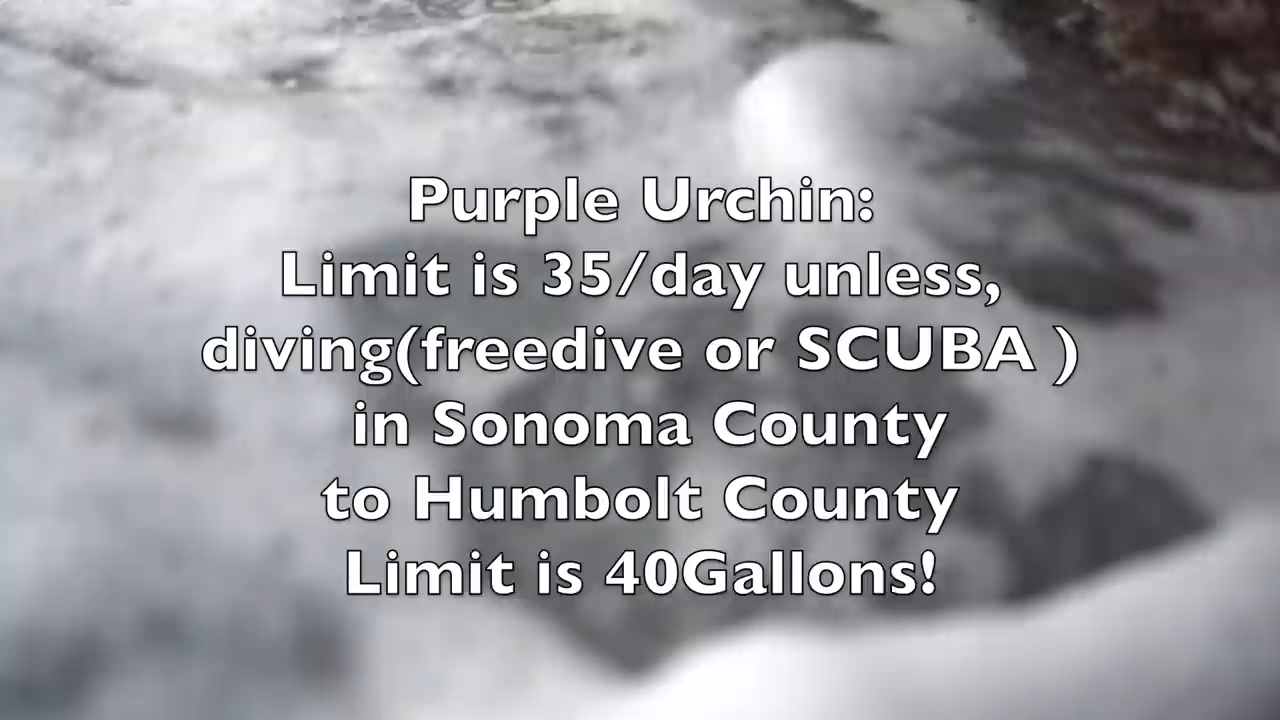 Purple Urchin:
Limit is 35/day unless,
diving(freedive or SCUBA )
in Sonoma County
to Humbolt County
Limit is 40Gallons!